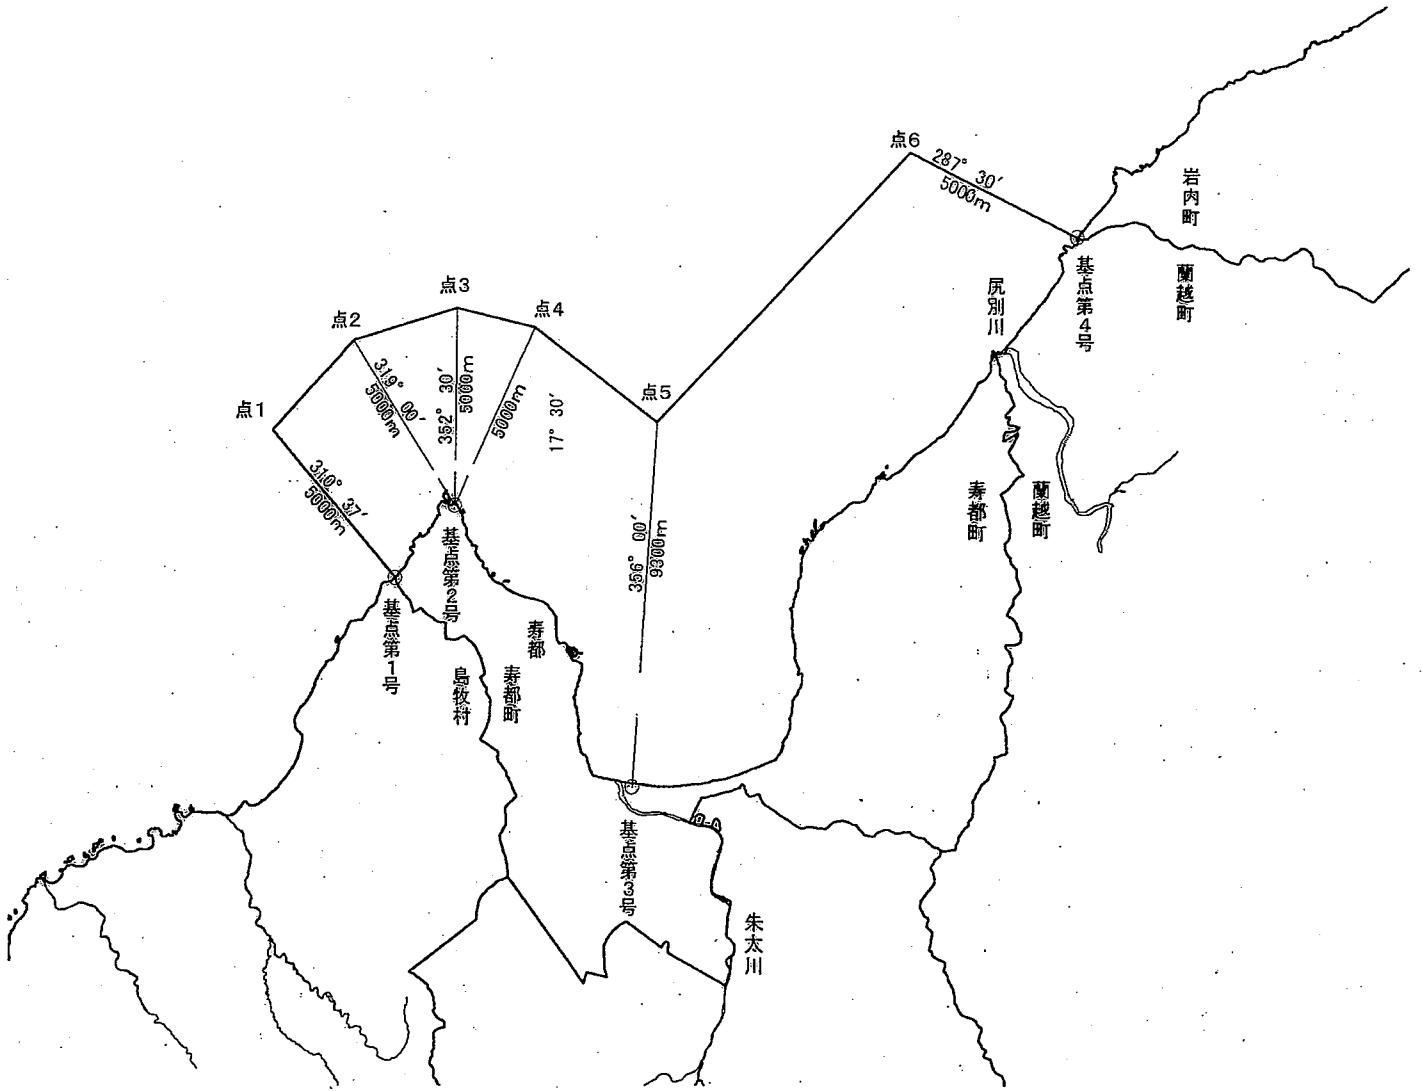 点6
287° 30′
5000m
岩内町
基点第4号
蘭越町
尻別川
点3
点2
点4
319° 00′
5000m
352° 30′
5000m
5000m
17° 30′
点1
点5
310° 37′
5000m
寿都町
蘭越町
基点第2号
356° 00′
9300m
基点第1号
寿都
島牧村
寿都町
基点第3号
朱太川